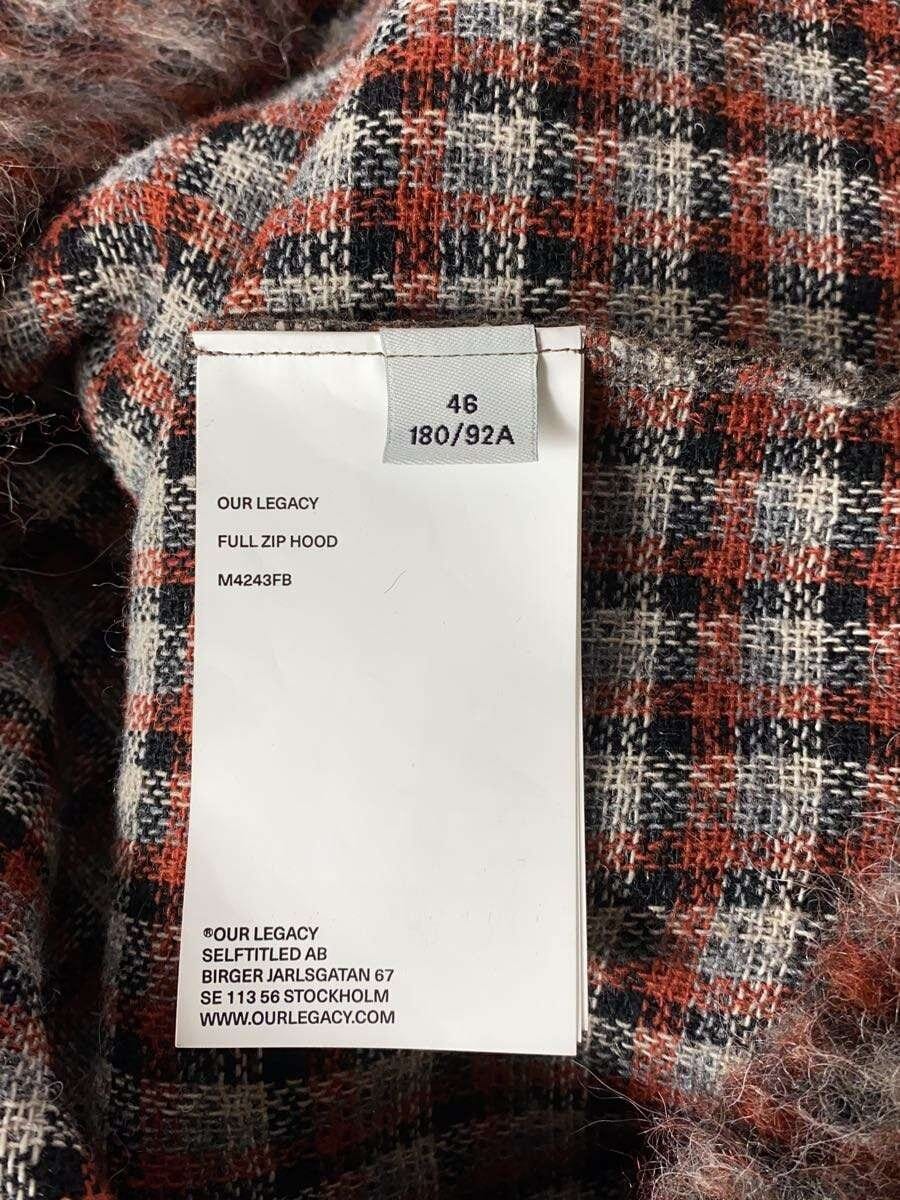 46
180/92A
OUR LEGACY
FULL ZIP HOOD
M4243FB
®OUR LEGACY
SELFTITLED AB
BIRGER JARLSGATAN 67
SE 113 56 STOCKHOLM
WWW.OURLEGACY.COM